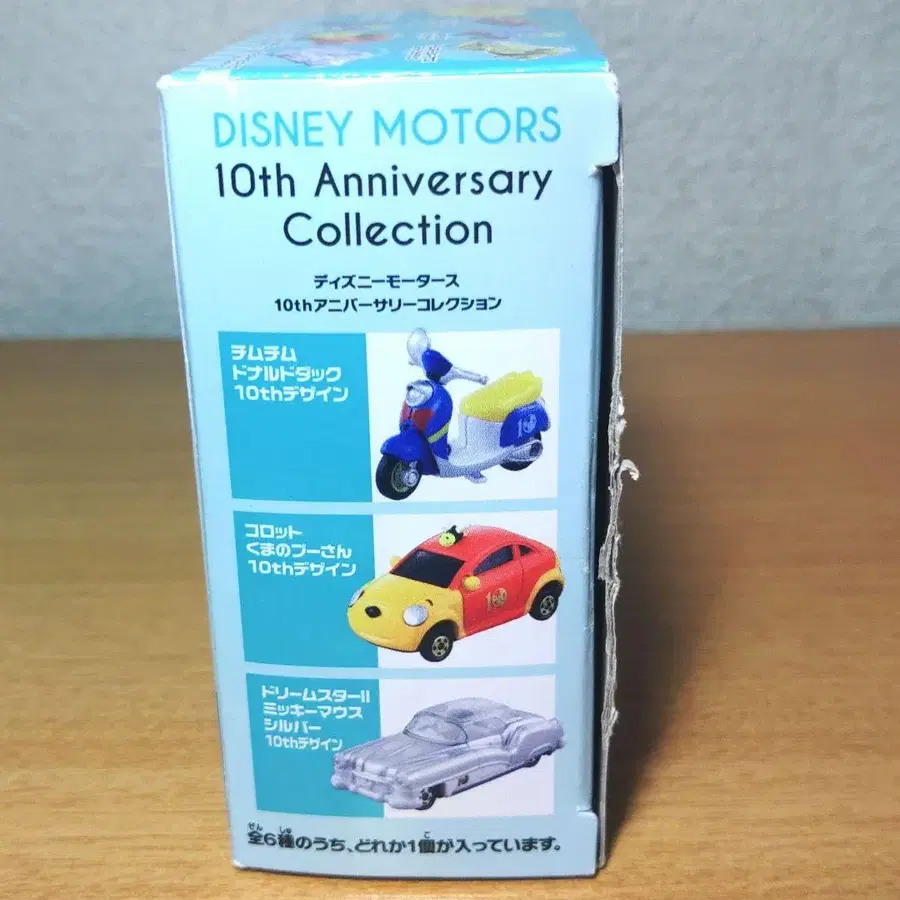 DISNEY MOTORS
10th Anniversary
Collection
ディズニーモータース
10thアニバーサリーコレクション
チムチム
ドナルドダック
10thデザイン
コロット
くまのプーさん
10thデザイン
ドリームスターII
ミッキーマウス
シルバー
10thデザイン
ぜん しゅ こ
全6種のうち、どれか1個が入っています。